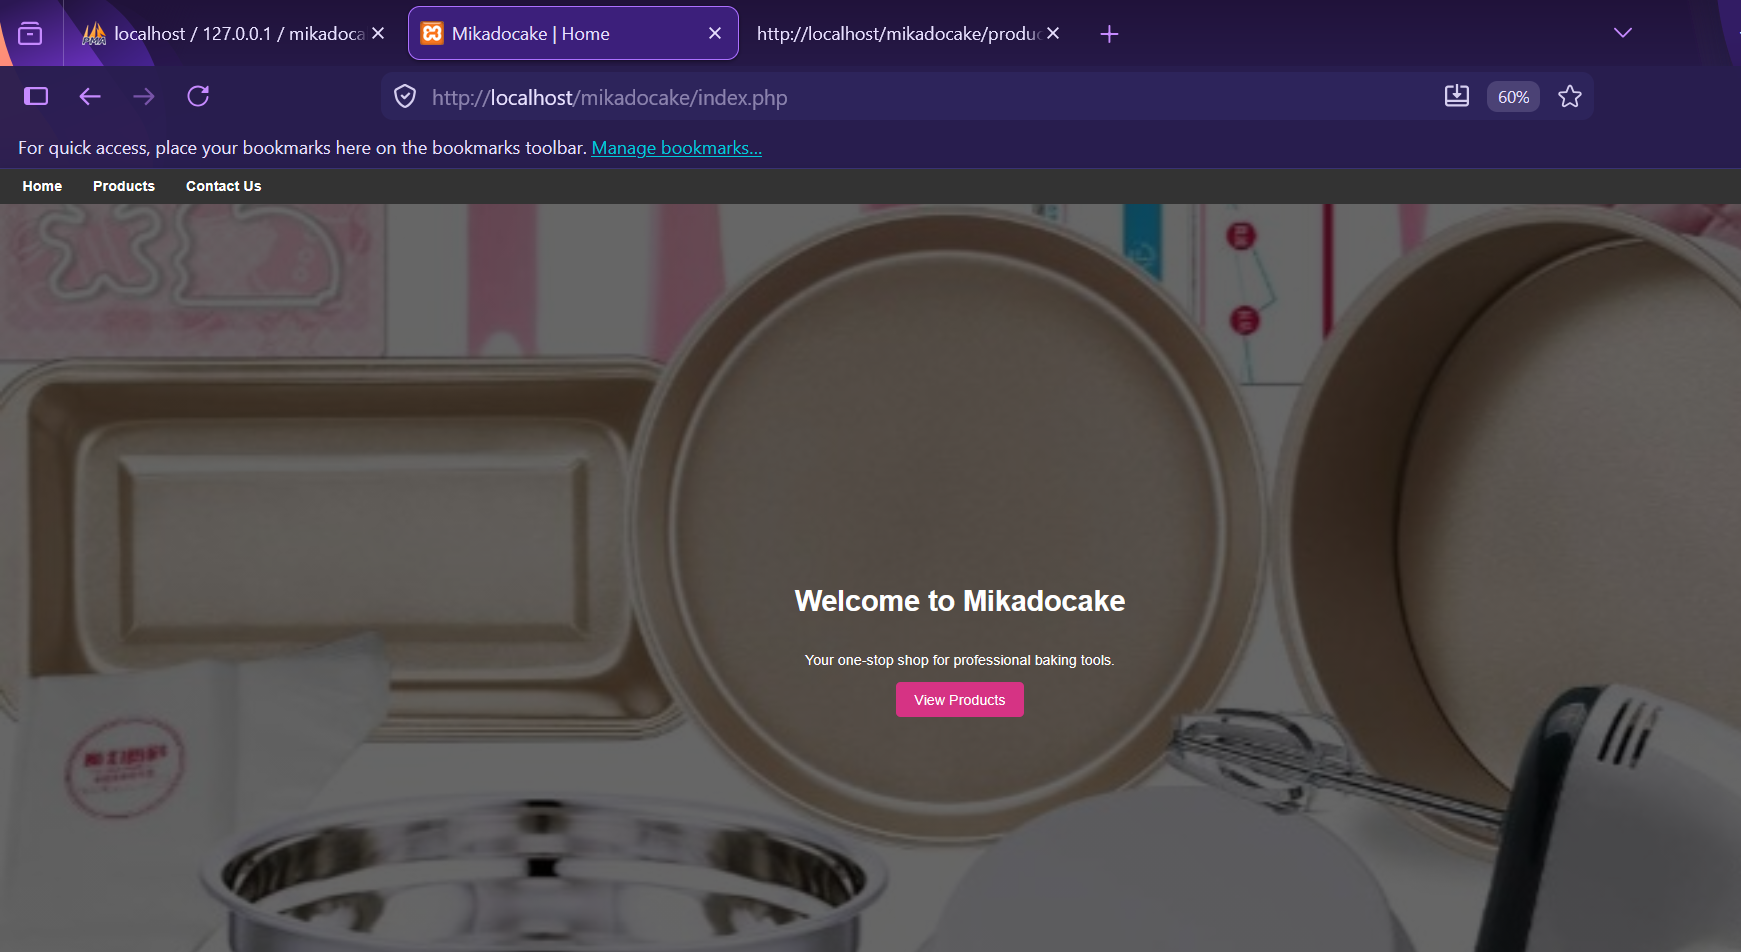 localhost / 127.0.0.1 / mikadoca
Mikadocake | Home
http://localhost/mikadocake/produc
http://localhost/mikadocake/index.php
60%
For quick access, place your bookmarks here on the bookmarks toolbar. Manage bookmarks...
Home Products Contact Us
Welcome to Mikadocake
Your one-stop shop for professional baking tools.
View Products